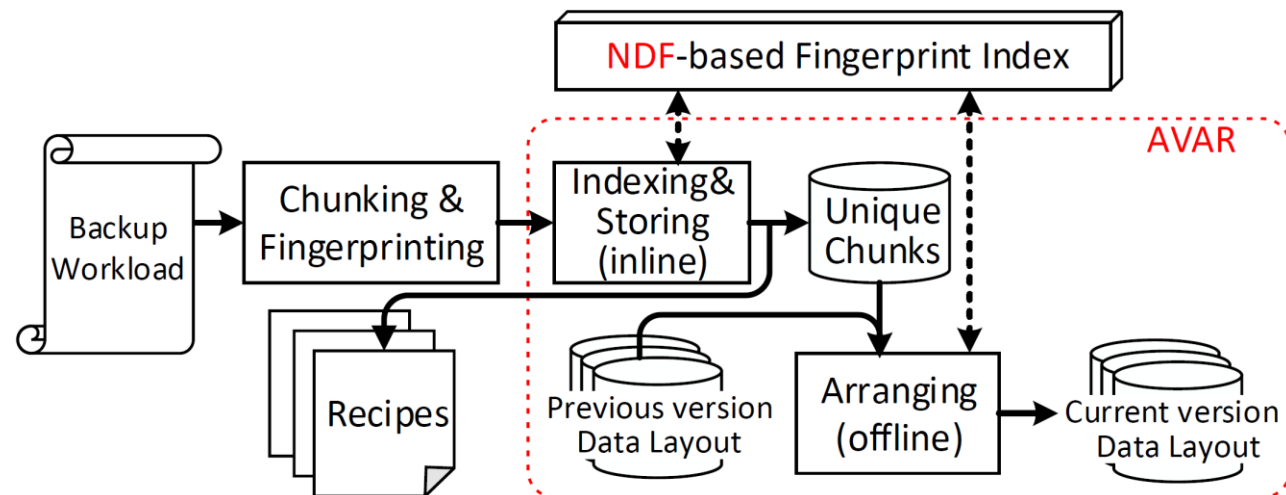 NDF-based Fingerprint Index
AVAR
Backup
Workload
Chunking &
Fingerprinting
Indexing&
Storing
(inline)
Unique
Chunks
Recipes
Previous version
Data Layout
Arranging
(offline)
Current version
Data Layout